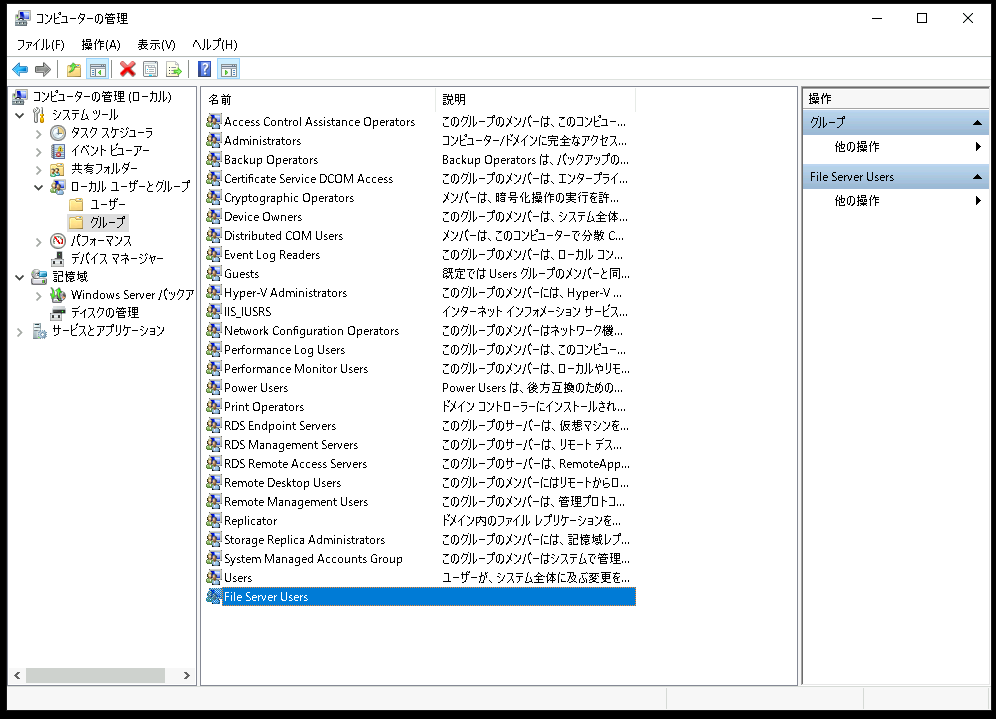 コンピューターの管理
ファイル(F) 操作(A) 表示(V) ヘルプ(H)
コンピューターの管理 (ローカル)
システム ツール
タスク スケジューラ
イベント ビューアー
共有フォルダー
ローカル ユーザーとグループ
ユーザー
グループ
パフォーマンス
デバイス マネージャー
記憶域
Windows Server バックア
ディスクの管理
サービスとアプリケーション
名前 説明
Access Control Assistance Operators このグループのメンバーは、このコンピュー...
Administrators コンピューター/ドメインに完全なアクセス...
Backup Operators Backup Operators は、バックアップの...
Certificate Service DCOM Access このグループのメンバーは、エンタープライ...
Cryptographic Operators メンバーは、暗号化操作の実行を許...
Device Owners このグループのメンバーは、システム全体...
Distributed COM Users メンバーは、このコンピューターで分散 C...
Event Log Readers このグループのメンバーは、ローカル コン...
Guests 既定では Users グループのメンバーと同...
Hyper-V Administrators このグループのメンバーには、Hyper-V ...
IIS_IUSRS インターネット インフォメーション サービス...
Network Configuration Operators このグループのメンバーはネットワーク機...
Performance Log Users このグループのメンバーは、このコンピュー...
Performance Monitor Users このグループのメンバーは、ローカルやリモ...
Power Users Power Users は、後方互換のための...
Print Operators ドメイン コントローラーにインストールされ...
RDS Endpoint Servers このグループのサーバーは、仮想マシンを...
RDS Management Servers このグループのサーバーは、リモート デス...
RDS Remote Access Servers このグループのサーバーは、RemoteApp...
Remote Desktop Users このグループのメンバーにはリモートからロ...
Remote Management Users このグループのメンバーは、管理プロトコ...
Replicator ドメイン内のファイル レプリケーションを...
Storage Replica Administrators このグループのメンバーには、記憶域レプ...
System Managed Accounts Group このグループのメンバーはシステムで管理...
Users ユーザーが、システム全体に及ぶ変更を...
File Server Users
操作
グループ
他の操作
File Server Users
他の操作